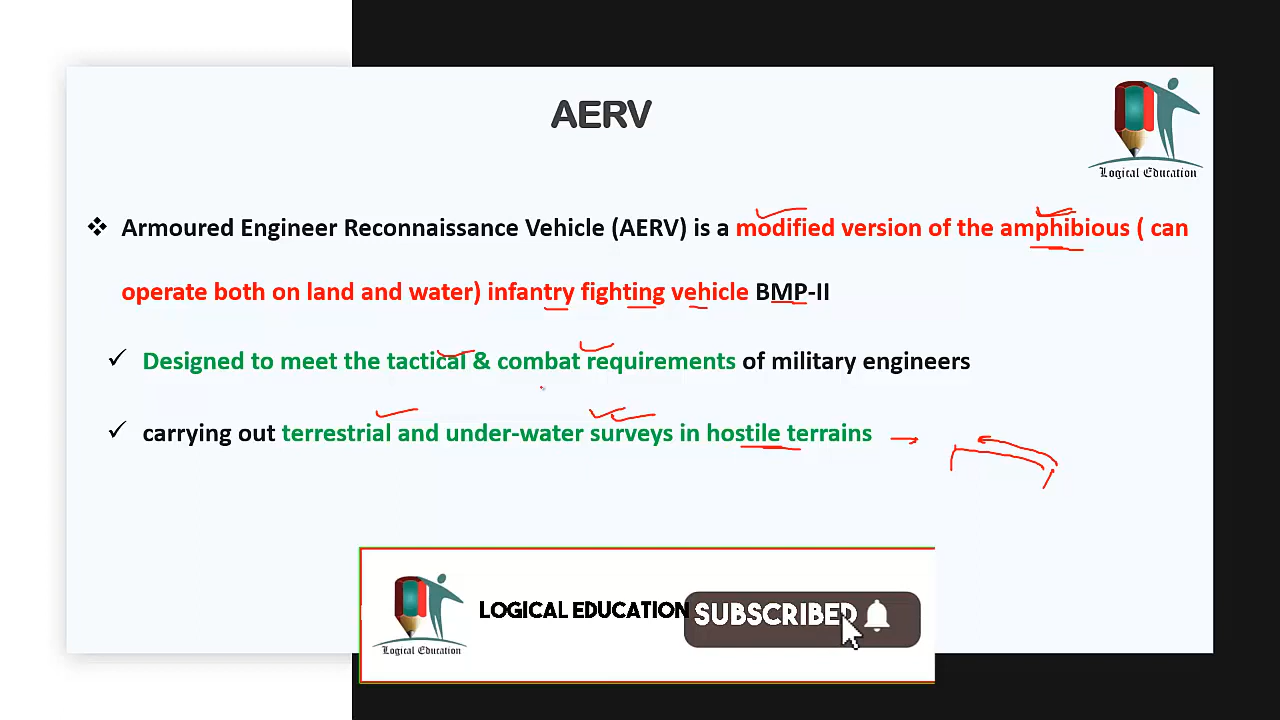 AERV
Logical Education
❖ Armoured Engineer Reconnaissance Vehicle (AERV) is a modified version of the amphibious ( can
operate both on land and water) infantry fighting vehicle BMP-II
✓ Designed to meet the tactical & combat requirements of military engineers
✓ carrying out terrestrial and under-water surveys in hostile terrains
LOGICAL EDUCATION SUBSCRIBED
Logical Education